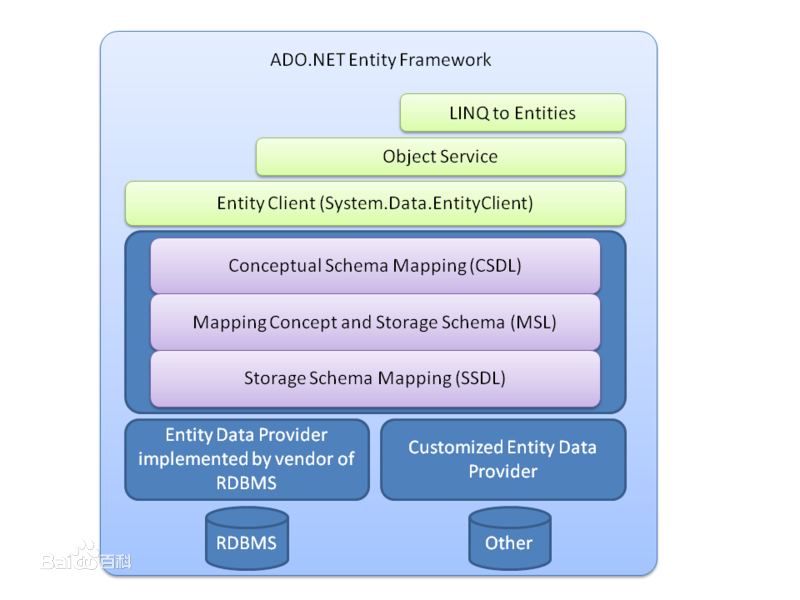 ADO.NET Entity Framework
LINQ to Entities
Object Service
Entity Client (System.Data.EntityClient)
Conceptual Schema Mapping (CSDL)
Mapping Concept and Storage Schema (MSL)
Storage Schema Mapping (SSDL)
Entity Data Provider
implemented by vendor of
RDBMS
Customized Entity Data
Provider
RDBMS
Other
Bai百科